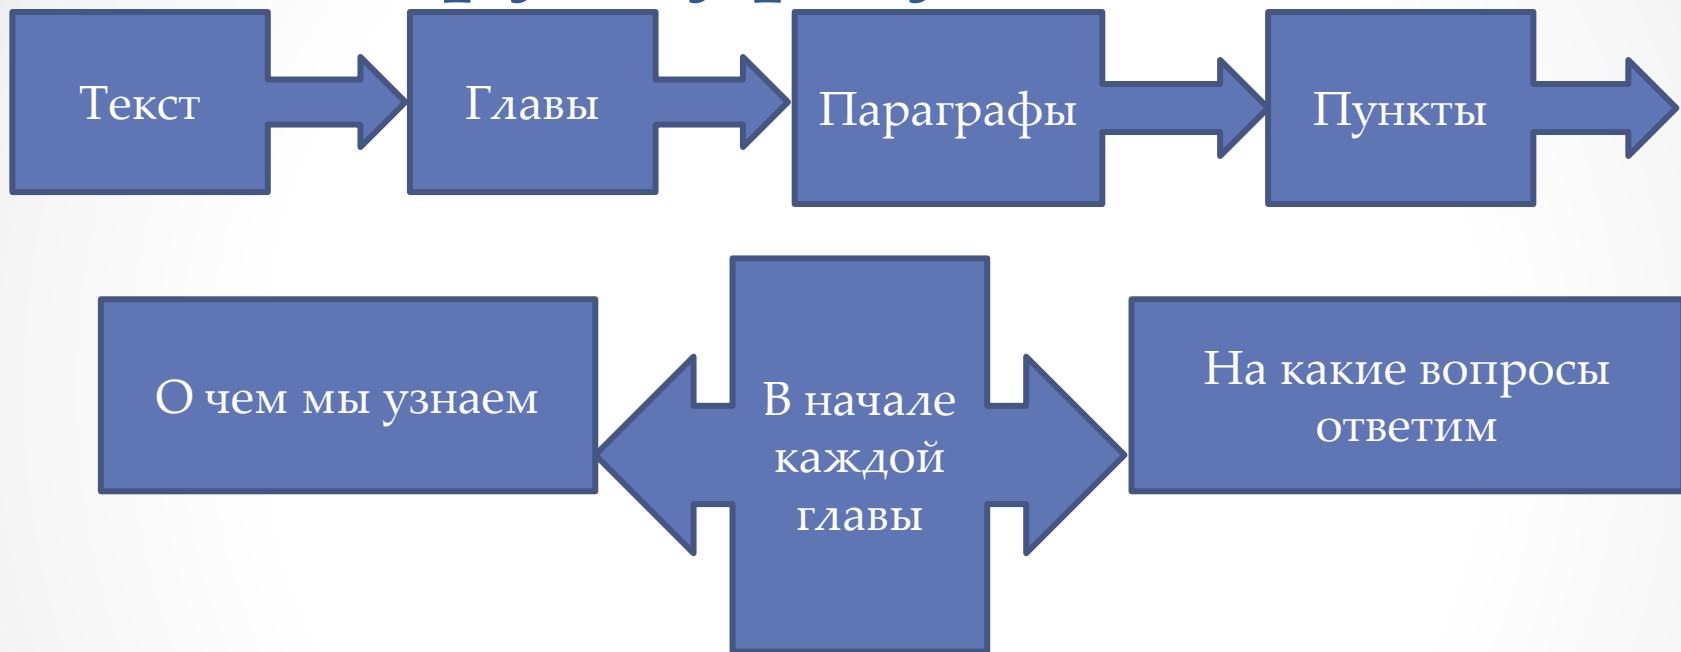 Текст
Главы
Параграфы
Пункты
О чем мы узнаем
В начале
каждой
главы
На какие вопросы
ответим